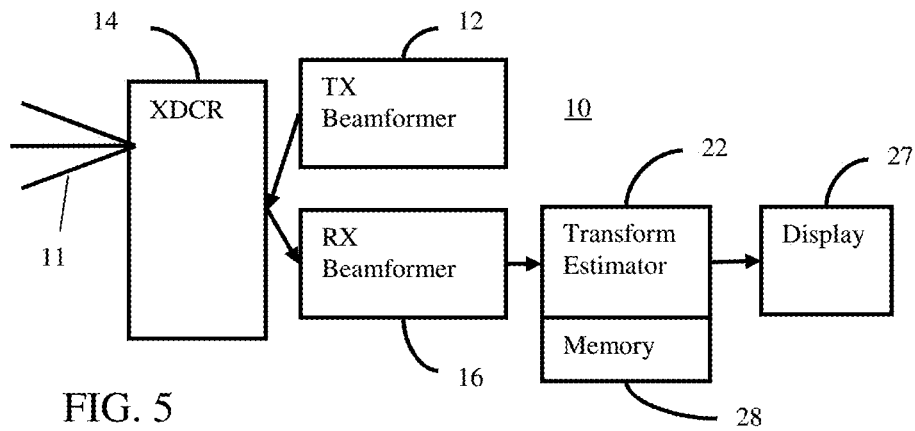 14
12
XDCR
TX
Beamformer
10
22
27
11
RX
Beamformer
Transform
Estimator
Display
Memory
16
28
FIG. 5